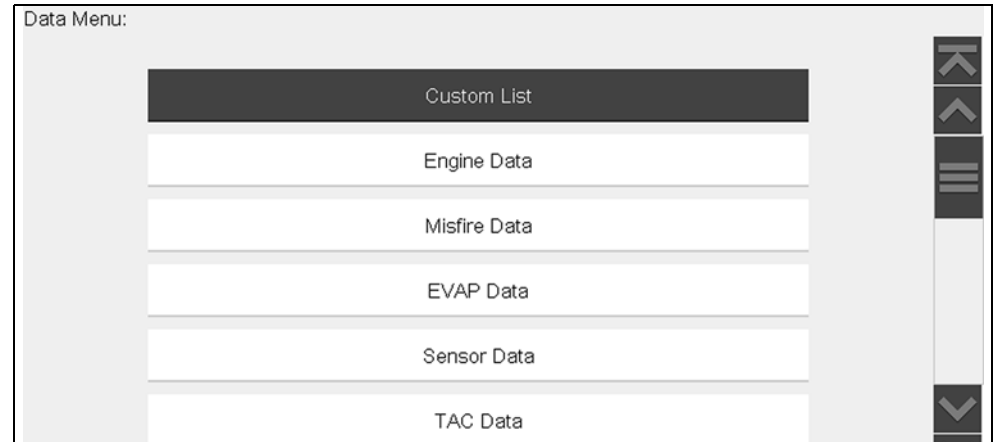 Data Menu:
Custom List
Engine Data
Misfire Data
EVAP Data
Sensor Data
TAC Data